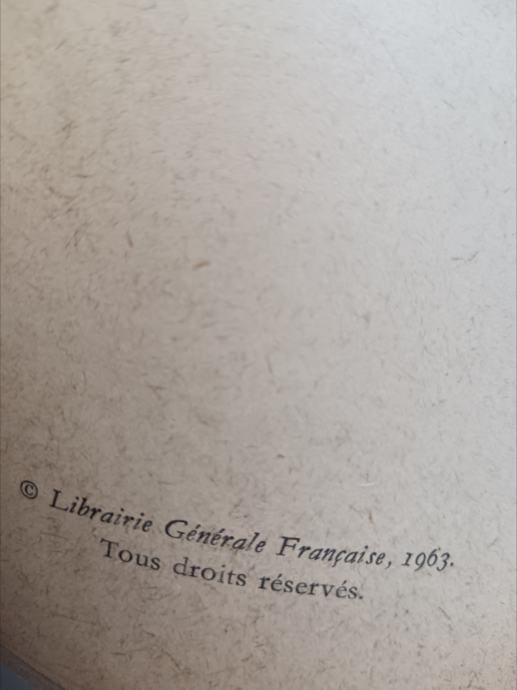 © Librairie Générale Française, 1963.
Tous droits réservés.